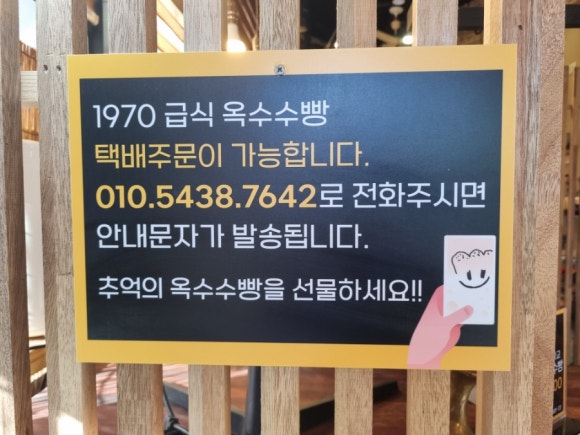 1970 급식 옥수수빵
택배주문이 가능합니다.
010.5438.7642로 전화주시면
안내문자가 발송됩니다.
추억의 옥수수빵을 선물하세요!!